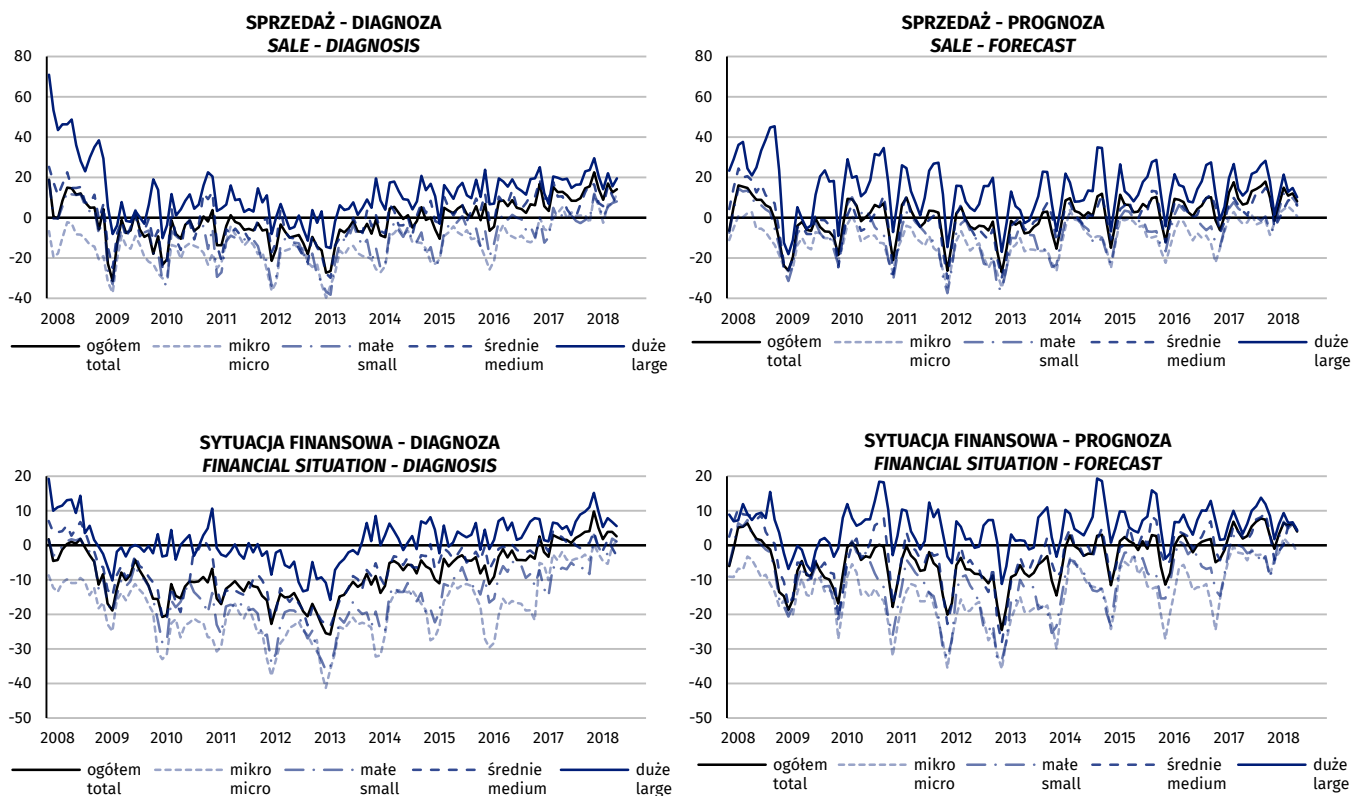 SPRZEDAŻ - DIAGNOZA
SALE - DIAGNOSIS
80
60
40
20
0
-20
-40
2008 2009 2010 2011 2012 2013 2014 2015 2016 2017 2018
ogółem mikro małe średnie duże
total micro small medium large
SPRZEDAŻ - PROGNOZA
SALE - FORECAST
80
60
40
20
0
-20
-40
2008 2009 2010 2011 2012 2013 2014 2015 2016 2017 2018
ogółem mikro małe średnie duże
total micro small medium large
SYTUACJA FINANSOWA - DIAGNOZA
FINANCIAL SITUATION - DIAGNOSIS
20
10
0
-10
-20
-30
-40
-50
2008 2009 2010 2011 2012 2013 2014 2015 2016 2017 2018
ogółem mikro małe średnie duże
total micro small medium large
SYTUACJA FINANSOWA - PROGNOZA
FINANCIAL SITUATION - FORECAST
20
10
0
-10
-20
-30
-40
-50
2008 2009 2010 2011 2012 2013 2014 2015 2016 2017 2018
ogółem mikro małe średnie duże
total micro small medium large